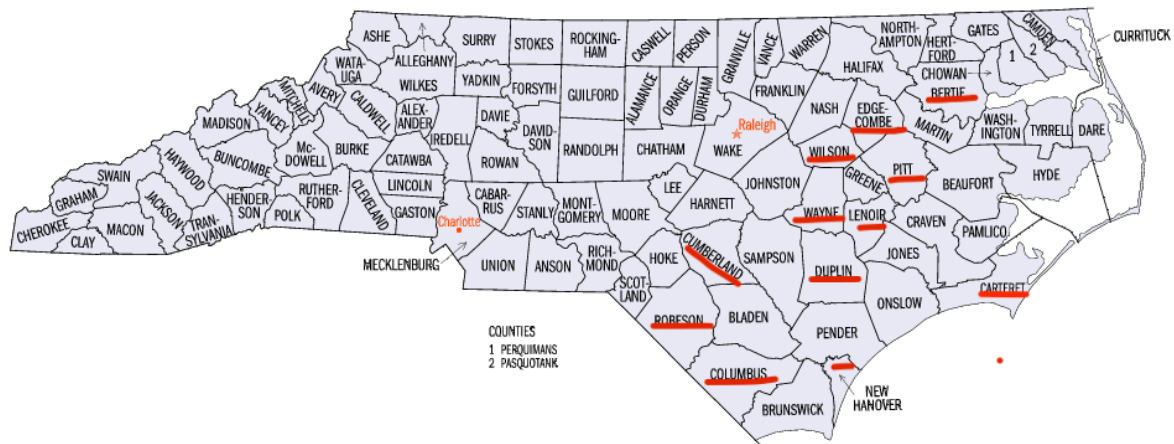 ASHE
ALLEGHANY
SURRY
STOKES
ROCKING-
HAM
CASWELL
PERSON
GRANVILLE
VANCE
WARREN
NORTH-
AMPTON
HERT-
FORD
GATES
CAMDEN
CURRITUCK
1
2
WATA-
UGA
WILKES
YADKIN
FORSYTH
GUILFORD
ALAMANCE
ORANGE
DURHAM
FRANKLIN
HALIFAX
CHOWAN
BERTIE
MITCHELL
AVERY
CALDWELL
ALEX-
ANDER
IREDELL
DAVIE
DAVID-
SON
RANDOLPH
CHATHAM
Raleigh
WAKE
NASH
EDGE-
COMBE
MARTIN
WASH-
INGTON
TYRRELL
DARE
MADISON
YANCEY
BURKE
CATAWBA
ROWAN
WILSON
PITT
BEAUFORT
HYDE
SWAIN
HAYWOOD
BUNCOMBE
Mc-
DOWELL
LINCOLN
CABAR-
RUS
STANLY
MONT-
GOMERY
MOORE
LEE
HARNETT
JOHNSTON
GREENE
WAYNE
LENOIR
CRAVEN
PAMLICO
GRAHAM
CHEROKEE
CLAY
MACON
JACKSON
TRAN-
SYLVANIA
HENDER-
SON
POLK
RUTHER-
FORD
CLEVELAND
GASTON
Charlotte
MECKLENBURG
UNION
ANSON
RICH-
MOND
SCOT-
LAND
HOKE
CUMBERLAND
SAMPSON
DUPLIN
JONES
ONSLOW
CARTERET
ROBESON
BLADEN
PENDER
COLUMBUS
BRUNSWICK
NEW
HANOVER
COUNTIES
1 PERQUIMANS
2 PASQUOTANK